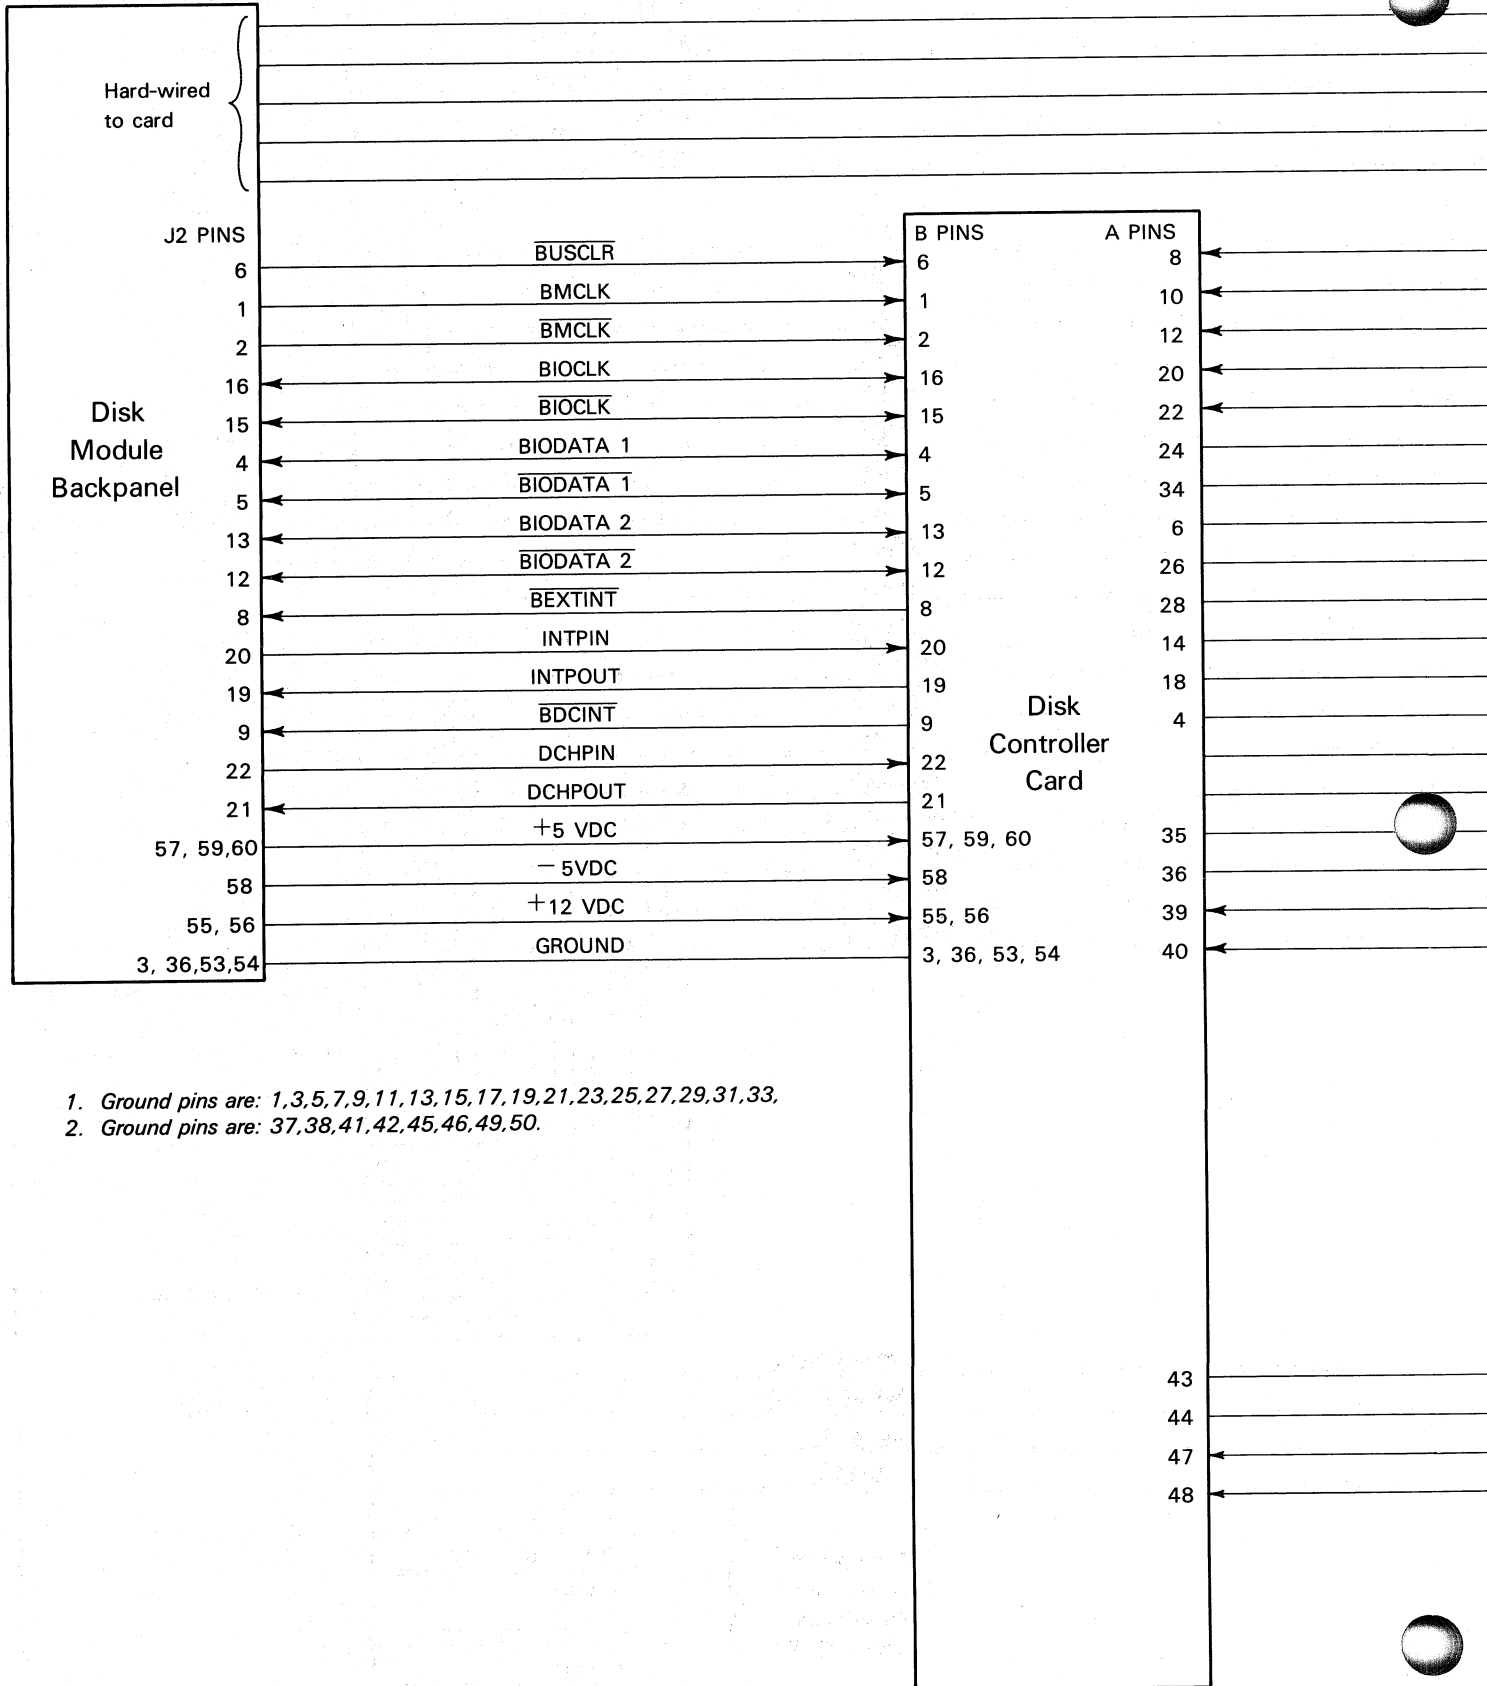 Hard-wired
to card
J2 PINS
B PINS A PINS
6 B̅U̅S̅C̅L̅R̅ 6 8
1 BMCLK 1 10
2 B̅M̅C̅L̅K̅ 2 12
16 BIOCLK 16 20
15 B̅I̅O̅C̅L̅K̅ 15 22
4 BIODATA 1 4 24
5 B̅I̅O̅D̅A̅T̅A̅ ̅1̅ 5 34
13 BIODATA 2 13 6
12 B̅I̅O̅D̅A̅T̅A̅ ̅2̅ 12 26
8 B̅E̅X̅T̅I̅N̅T̅ 8 28
20 INTPIN 20 14
19 INTPOUT 19 18
9 B̅D̅C̅I̅N̅T̅ 9 4
22 DCHPIN 22
21 DCHPOUT 21
57, 59,60 +5 VDC 57, 59, 60 35
58 − 5VDC 58 36
55, 56 +12 VDC 55, 56 39
3, 36,53,54 GROUND 3, 36, 53, 54 40
Disk
Module
Backpanel
Disk
Controller
Card
43
44
47
48
1. Ground pins are: 1,3,5,7,9,11,13,15,17,19,21,23,25,27,29,31,33,
2. Ground pins are: 37,38,41,42,45,46,49,50.